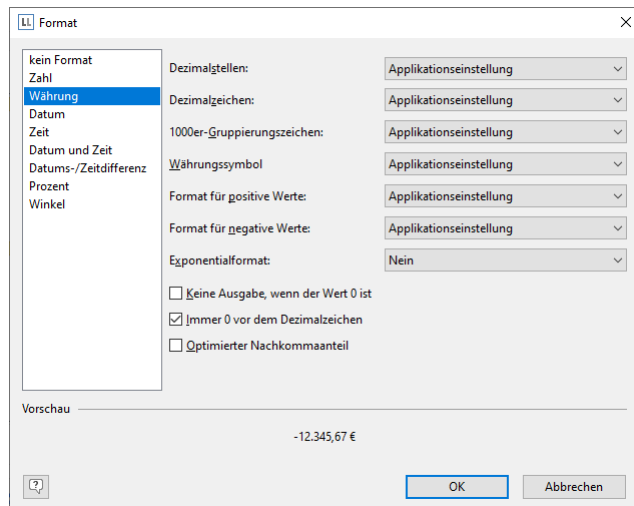 LL Format
kein Format
Zahl
Währung
Datum
Zeit
Datum und Zeit
Datums-/Zeitdifferenz
Prozent
Winkel
Dezimalstellen: Applikationseinstellung
Dezimalzeichen: Applikationseinstellung
1000er-Gruppierungszeichen: Applikationseinstellung
Währungssymbol Applikationseinstellung
Format für positive Werte: Applikationseinstellung
Format für negative Werte: Applikationseinstellung
Exponentialformat: Nein
Keine Ausgabe, wenn der Wert 0 ist
Immer 0 vor dem Dezimalzeichen
Optimierter Nachkommaanteil
Vorschau
-12.345,67 €
? OK Abbrechen